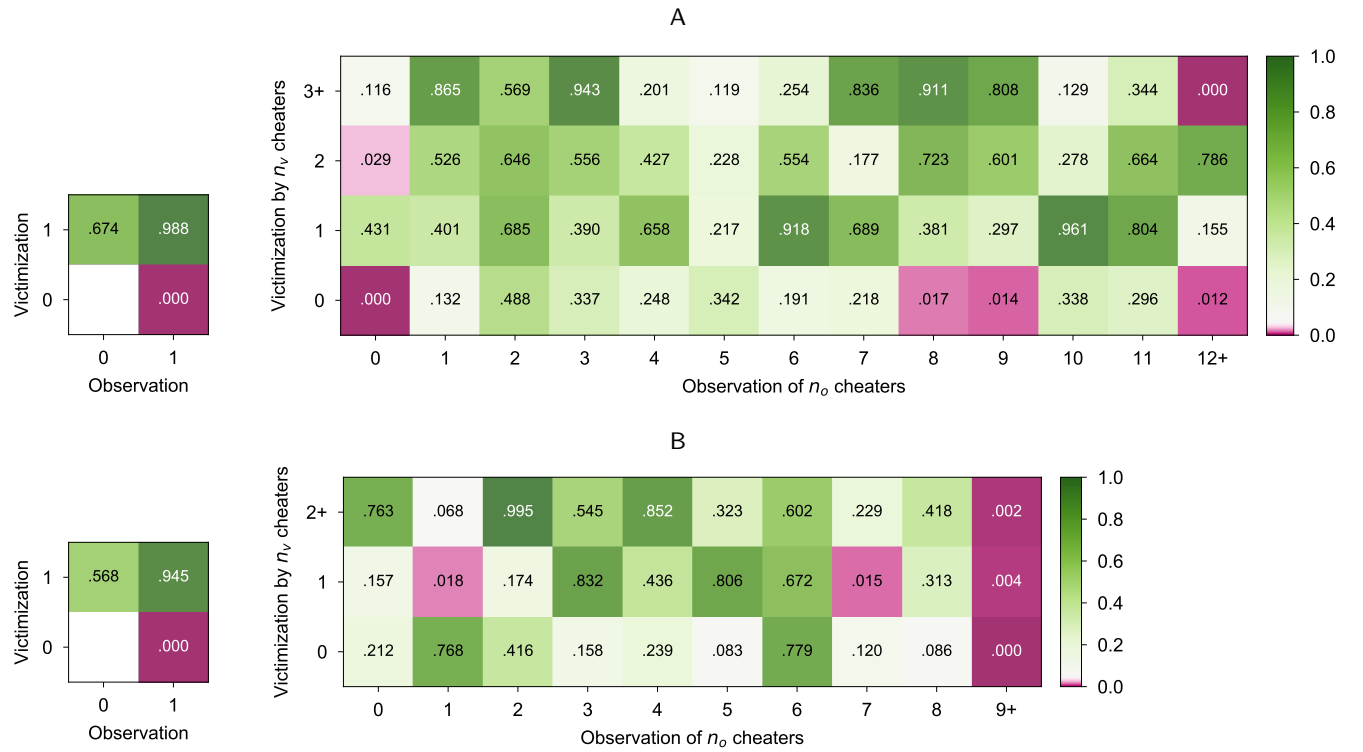 A
Victimization
1
0
.674
.988
.000
0
1
Observation
Victimization by nv cheaters
3+
.116 .865 .569 .943 .201 .119 .254 .836 .911 .808 .129 .344 .000
2
.029 .526 .646 .556 .427 .228 .554 .177 .723 .601 .278 .664 .786
1
.431 .401 .685 .390 .658 .217 .918 .689 .381 .297 .961 .804 .155
0
.000 .132 .488 .337 .248 .342 .191 .218 .017 .014 .338 .296 .012
0 1 2 3 4 5 6 7 8 9 10 11 12+
Observation of no cheaters
1.0
0.8
0.6
0.4
0.2
0.0
B
Victimization
1
0
.568
.945
.000
0
1
Observation
Victimization by nv cheaters
2+
.763 .068 .995 .545 .852 .323 .602 .229 .418 .002
1
.157 .018 .174 .832 .436 .806 .672 .015 .313 .004
0
.212 .768 .416 .158 .239 .083 .779 .120 .086 .000
0 1 2 3 4 5 6 7 8 9+
Observation of no cheaters
1.0
0.8
0.6
0.4
0.2
0.0